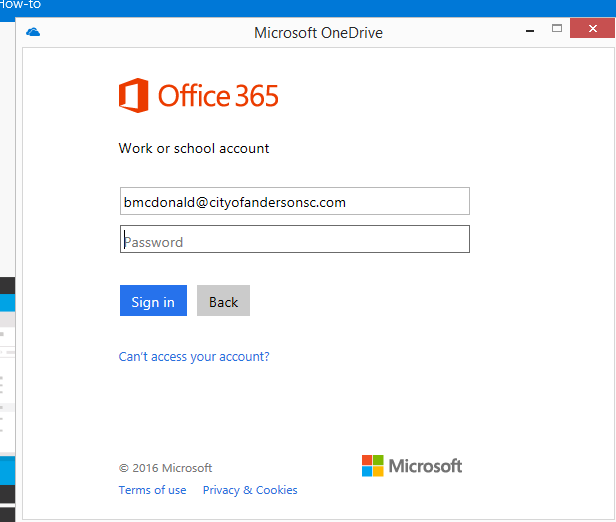 How-to
Microsoft OneDrive
Office 365
Work or school account
bmcdonald@cityofandersonsc.com
Password
Sign in Back
Can't access your account?
© 2016 Microsoft
Microsoft
Terms of use Privacy & Cookies